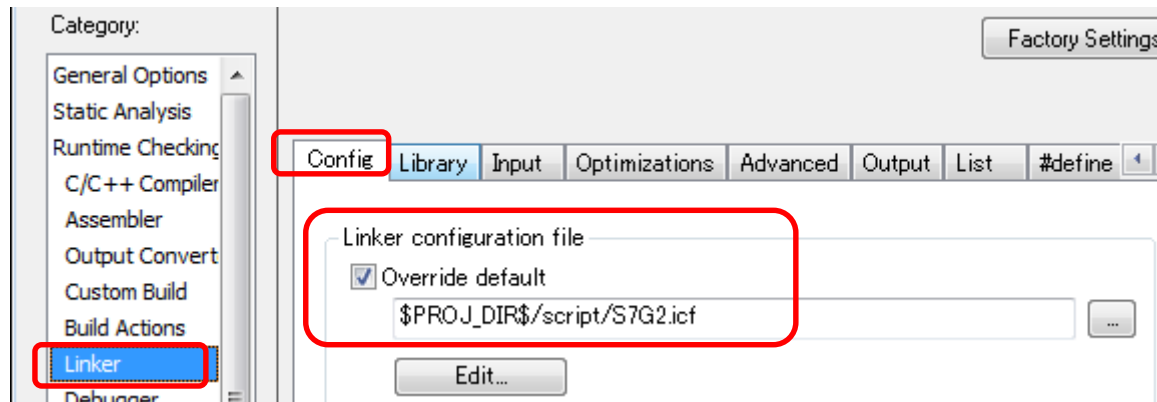 Category:
Factory Settings
General Options
Static Analysis
Runtime Checking
C/C++ Compiler
Assembler
Output Convert
Custom Build
Build Actions
Linker
Debugger
Config Library Input Optimizations Advanced Output List #define
Linker configuration file
Override default
$PROJ_DIR$/script/S7G2.icf
...
Edit...